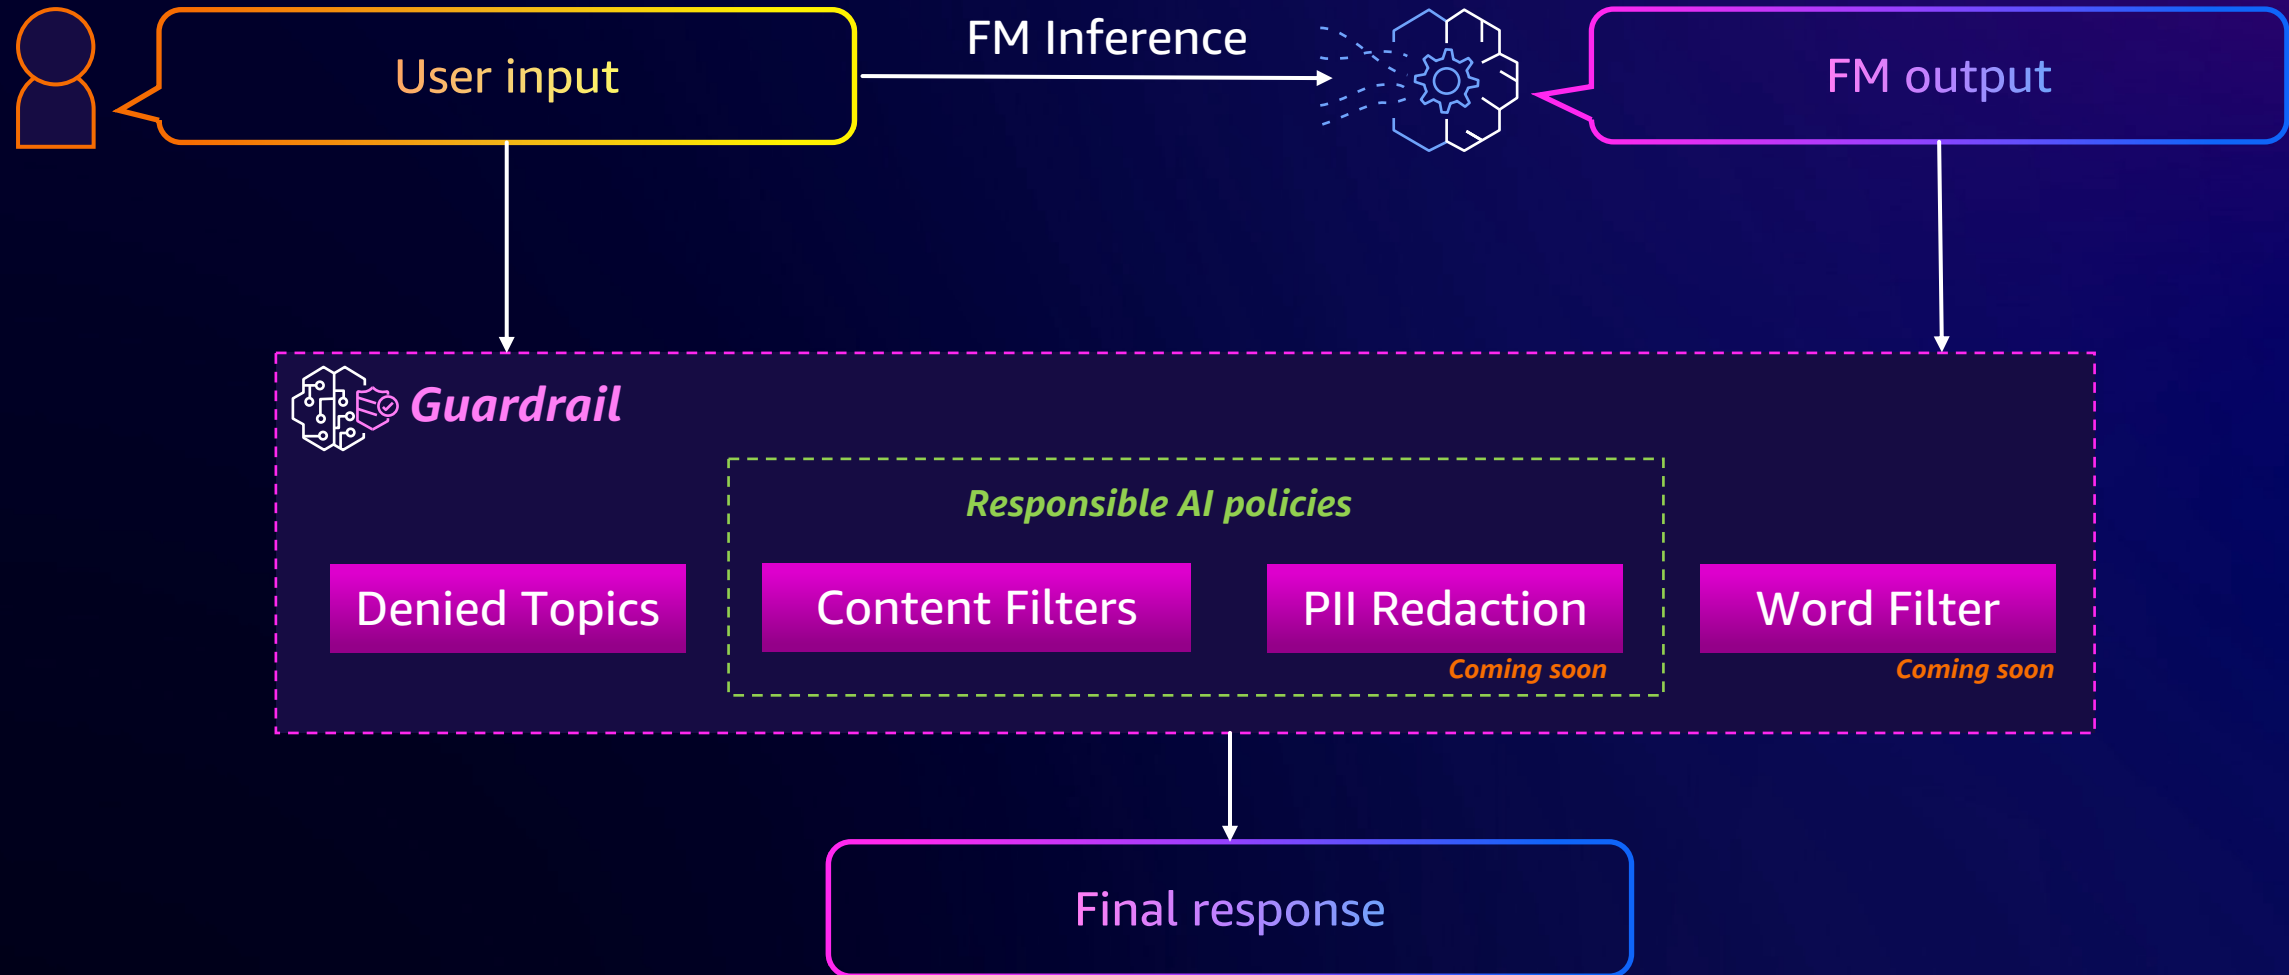 User input
FM Inference
FM output
Guardrail
Responsible AI policies
Denied Topics
Content Filters
PII Redaction
Word Filter
Coming soon
Coming soon
Final response